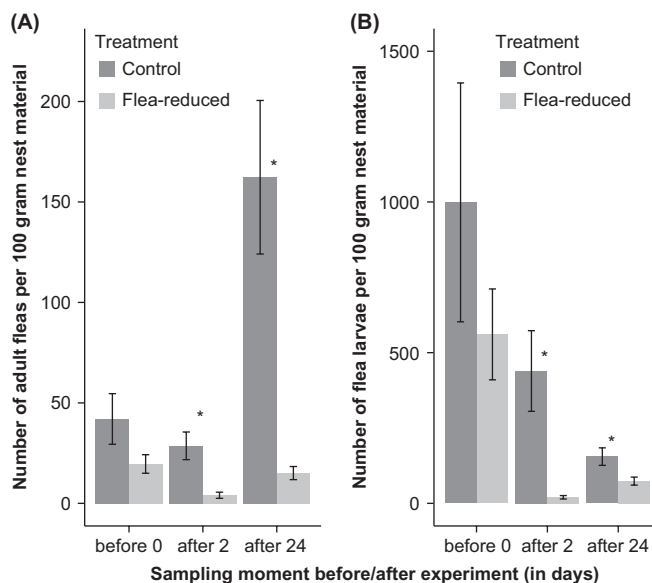 (A)
Treatment
Control
Flea-reduced
Number of adult fleas per 100 gram nest material
200
150
100
50
0
*
*
before 0 after 2 after 24
(B)
Treatment
Control
Flea-reduced
Number of flea larvae per 100 gram nest material
1500
1000
500
0
*
*
before 0 after 2 after 24
Sampling moment before/after experiment (in days)